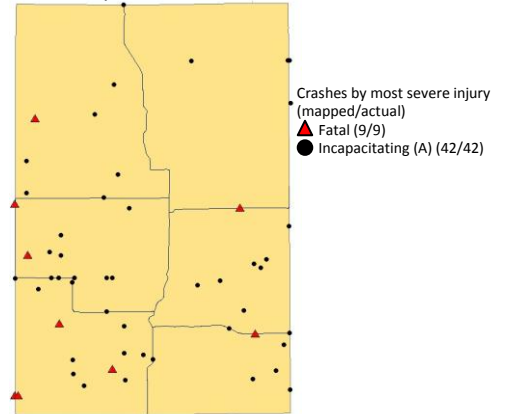 Crashes by most severe injury
(mapped/actual)
Fatal (9/9)
Incapacitating (A) (42/42)